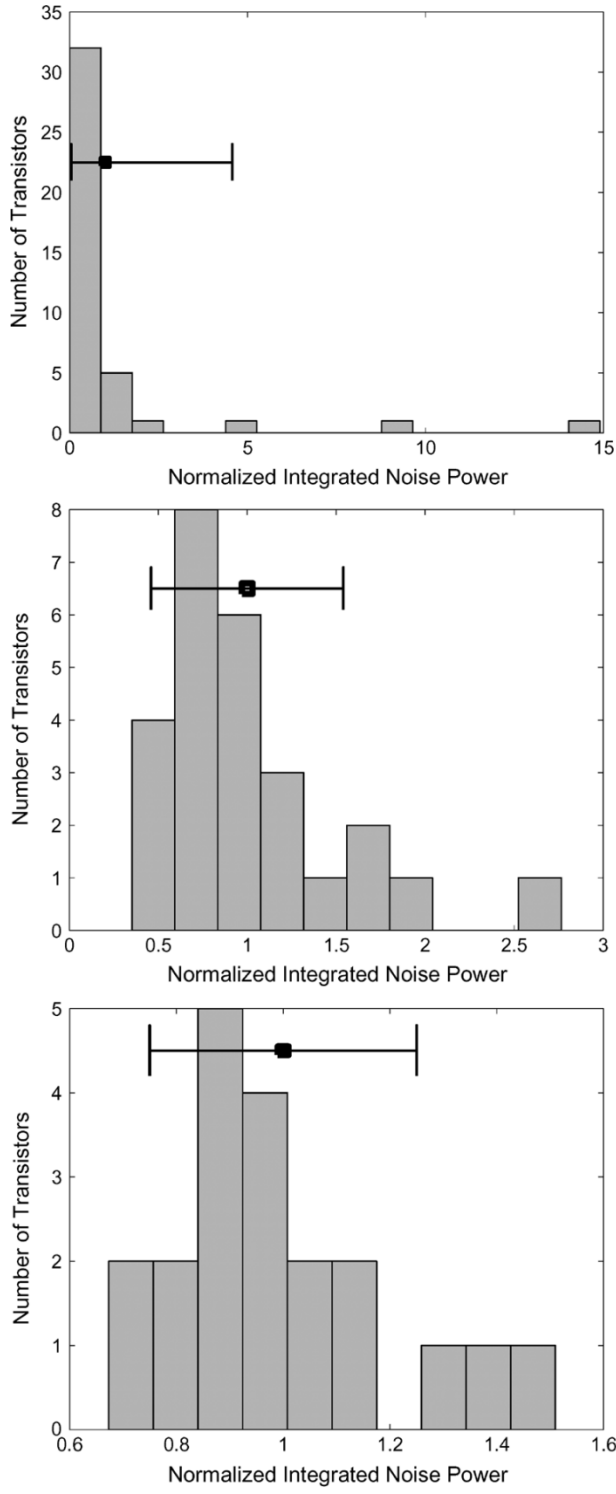 35
30
25
20
15
10
5
0
Number of Transistors
0 5 10 15
Normalized Integrated Noise Power
8
7
6
5
4
3
2
1
0
Number of Transistors
0 0.5 1 1.5 2 2.5 3
Normalized Integrated Noise Power
5
4
3
2
1
0
Number of Transistors
0.6 0.8 1 1.2 1.4 1.6
Normalized Integrated Noise Power